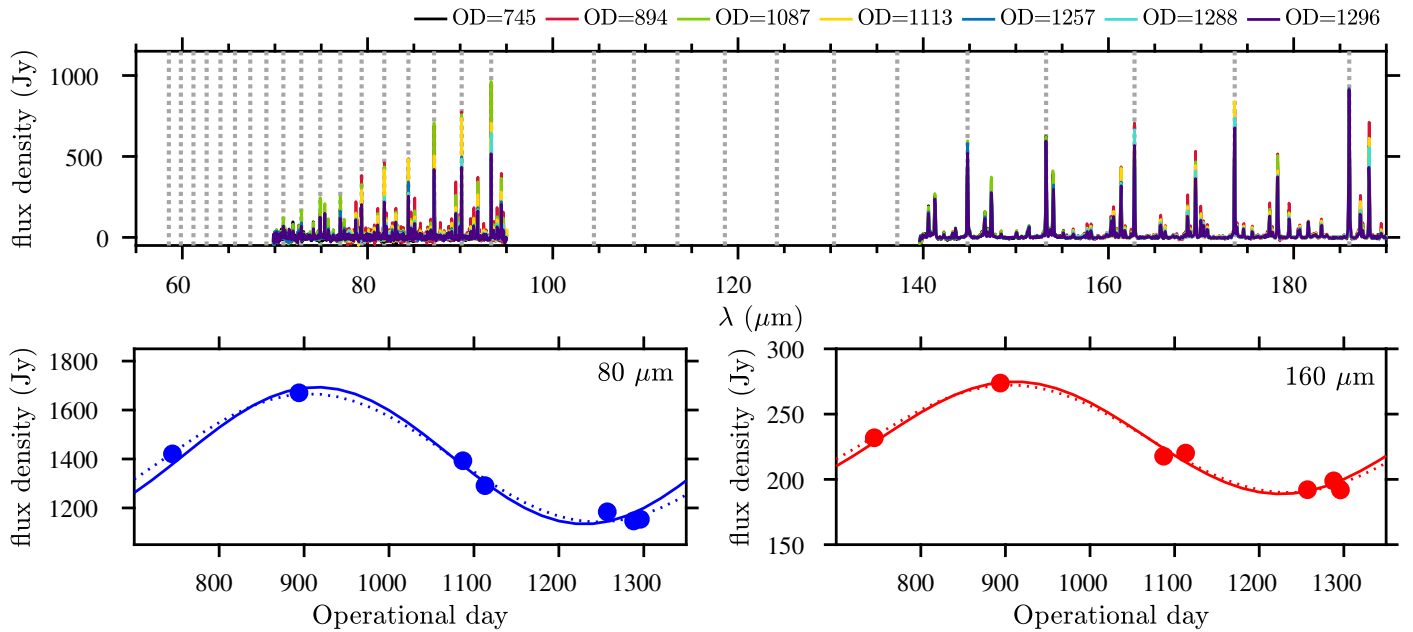 OD=745 OD=894 OD=1087 OD=1113 OD=1257 OD=1288 OD=1296
flux density (Jy)
1000
500
0
60 80 100 120 140 160 180
λ (μm)
flux density (Jy)
1800
1600
1400
1200
80 μm
800 900 1000 1100 1200 1300
Operational day
flux density (Jy)
300
250
200
150
160 μm
800 900 1000 1100 1200 1300
Operational day